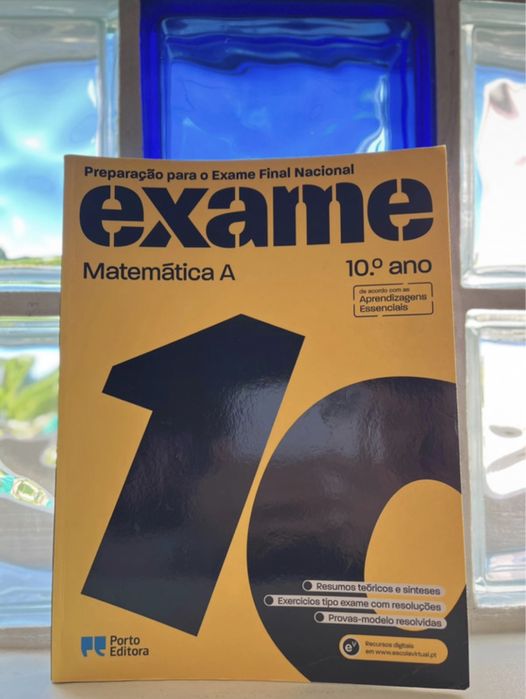 Preparação para o Exame Final Nacional
exame
Matemática A
10.º ano
de acordo com as
Aprendizagens
Essenciais
10
Resumos teóricos e sínteses
Exercícios tipo exame com resoluções
Provas-modelo resolvidas
Porto
Editora
ev
Recursos digitais
em www.escolavirtual.pt